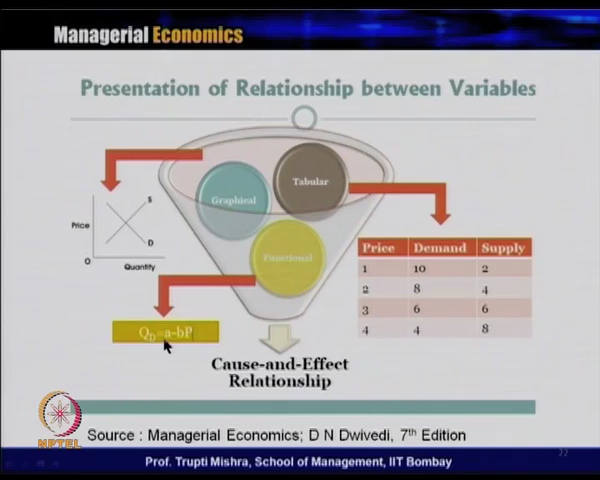 Managerial Economics
Presentation of Relationship between Variables
Graphical
Tabular
Functional
Price
S
D
O
Quantity
Price Demand Supply
1 10 2
2 8 4
3 6 6
4 4 8
Q_D=a-bP
Cause-and-Effect
Relationship
NPTEL
Source : Managerial Economics; D N Dwivedi, 7th Edition
Prof. Trupti Mishra, School of Management, IIT Bombay